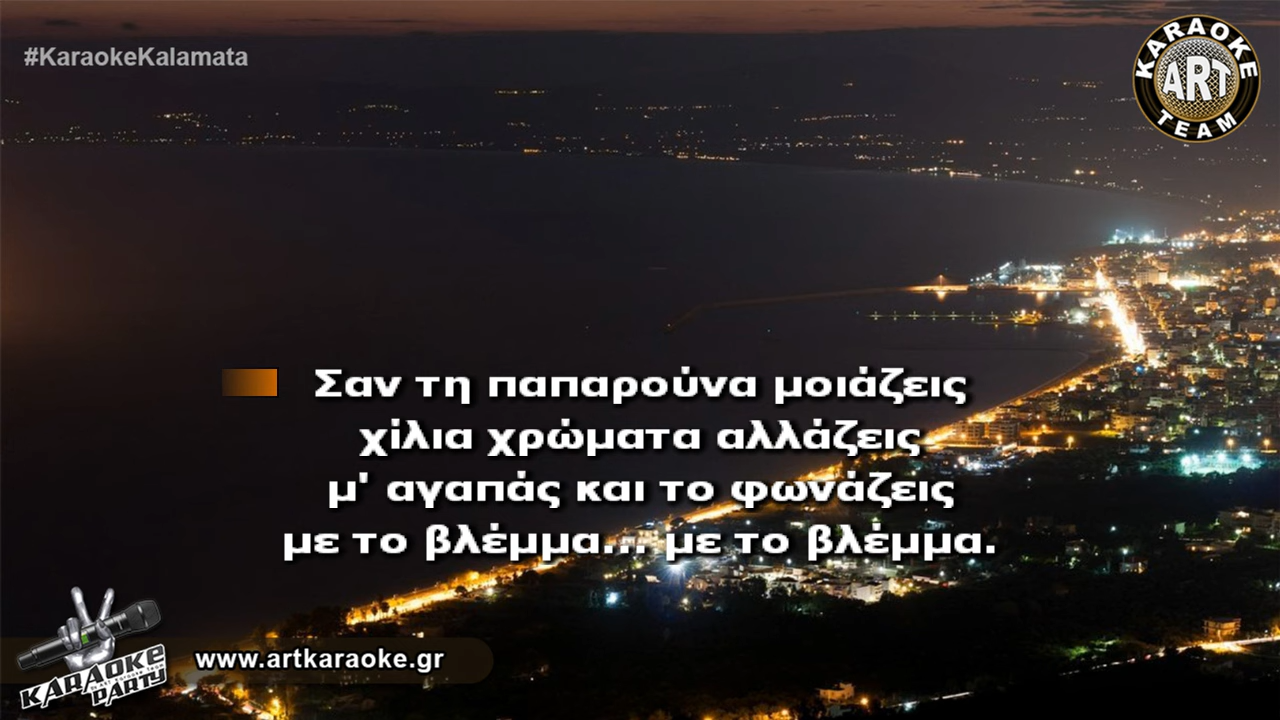 #KaraokeKalamata
KARAOKE
ART
TEAM
Σαν τη παπαρούνα μοιάζεις
χίλια χρώματα αλλάζεις
μ' αγαπάς και το φωνάζεις
με το βλέμμα... με το βλέμμα.
KARAOKE
PARTY
www.artkaraoke.gr